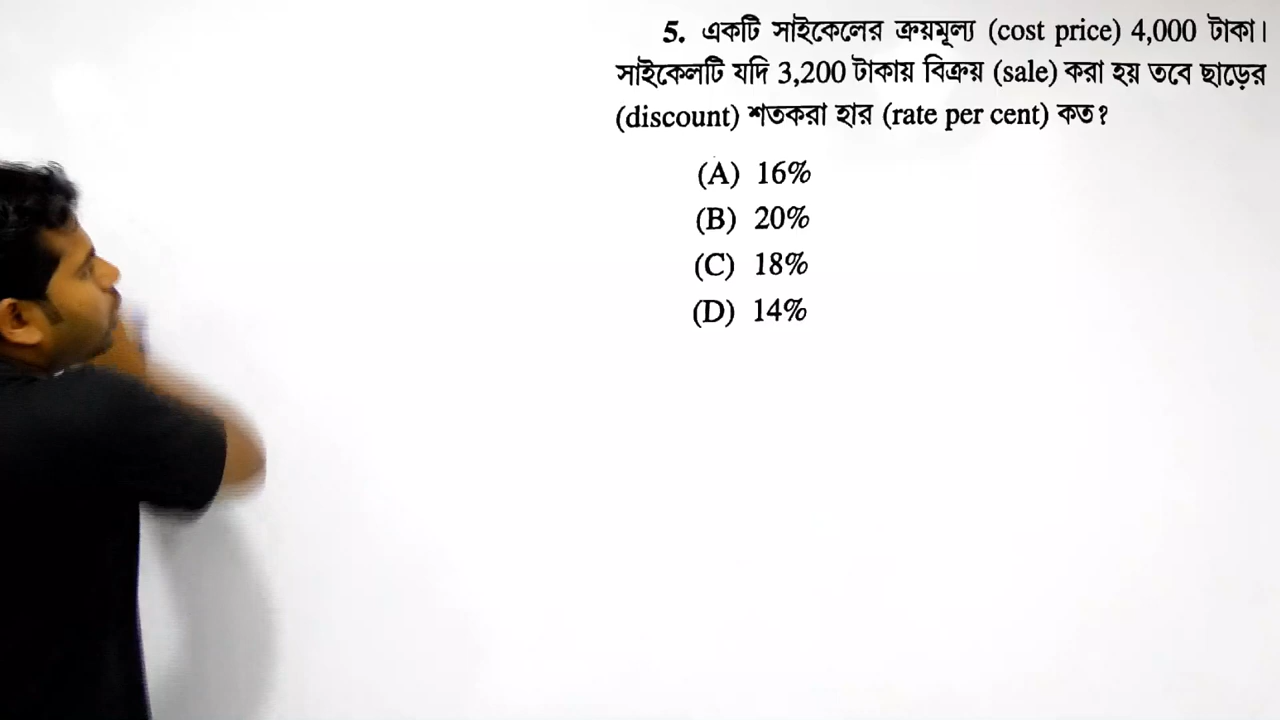 5. একটি সাইকেলের ক্রয়মূল্য (cost price) 4,000 টাকা।
সাইকেলটি যদি 3,200 টাকায় বিক্রয় (sale) করা হয় তবে ছাড়ের
(discount) শতকরা হার (rate per cent) কত?
(A) 16%
(B) 20%
(C) 18%
(D) 14%